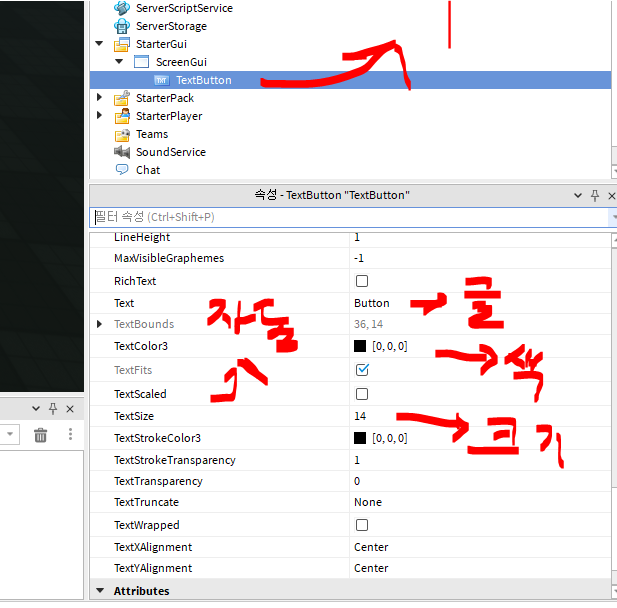 ServerScriptService
ServerStorage
StarterGui
ScreenGui
TextButton
StarterPack
StarterPlayer
Teams
SoundService
Chat
속성 - TextButton "TextButton"
필터 속성 (Ctrl+Shift+P)
LineHeight 1
MaxVisibleGraphemes -1
RichText
Text Button 글
자동
TextBounds 36, 14
TextColor3 [0, 0, 0] 색
TextFits
TextScaled
TextSize 14 크기
TextStrokeColor3 [0, 0, 0]
TextStrokeTransparency 1
TextTransparency 0
TextTruncate None
TextWrapped
TextXAlignment Center
TextYAlignment Center
Attributes